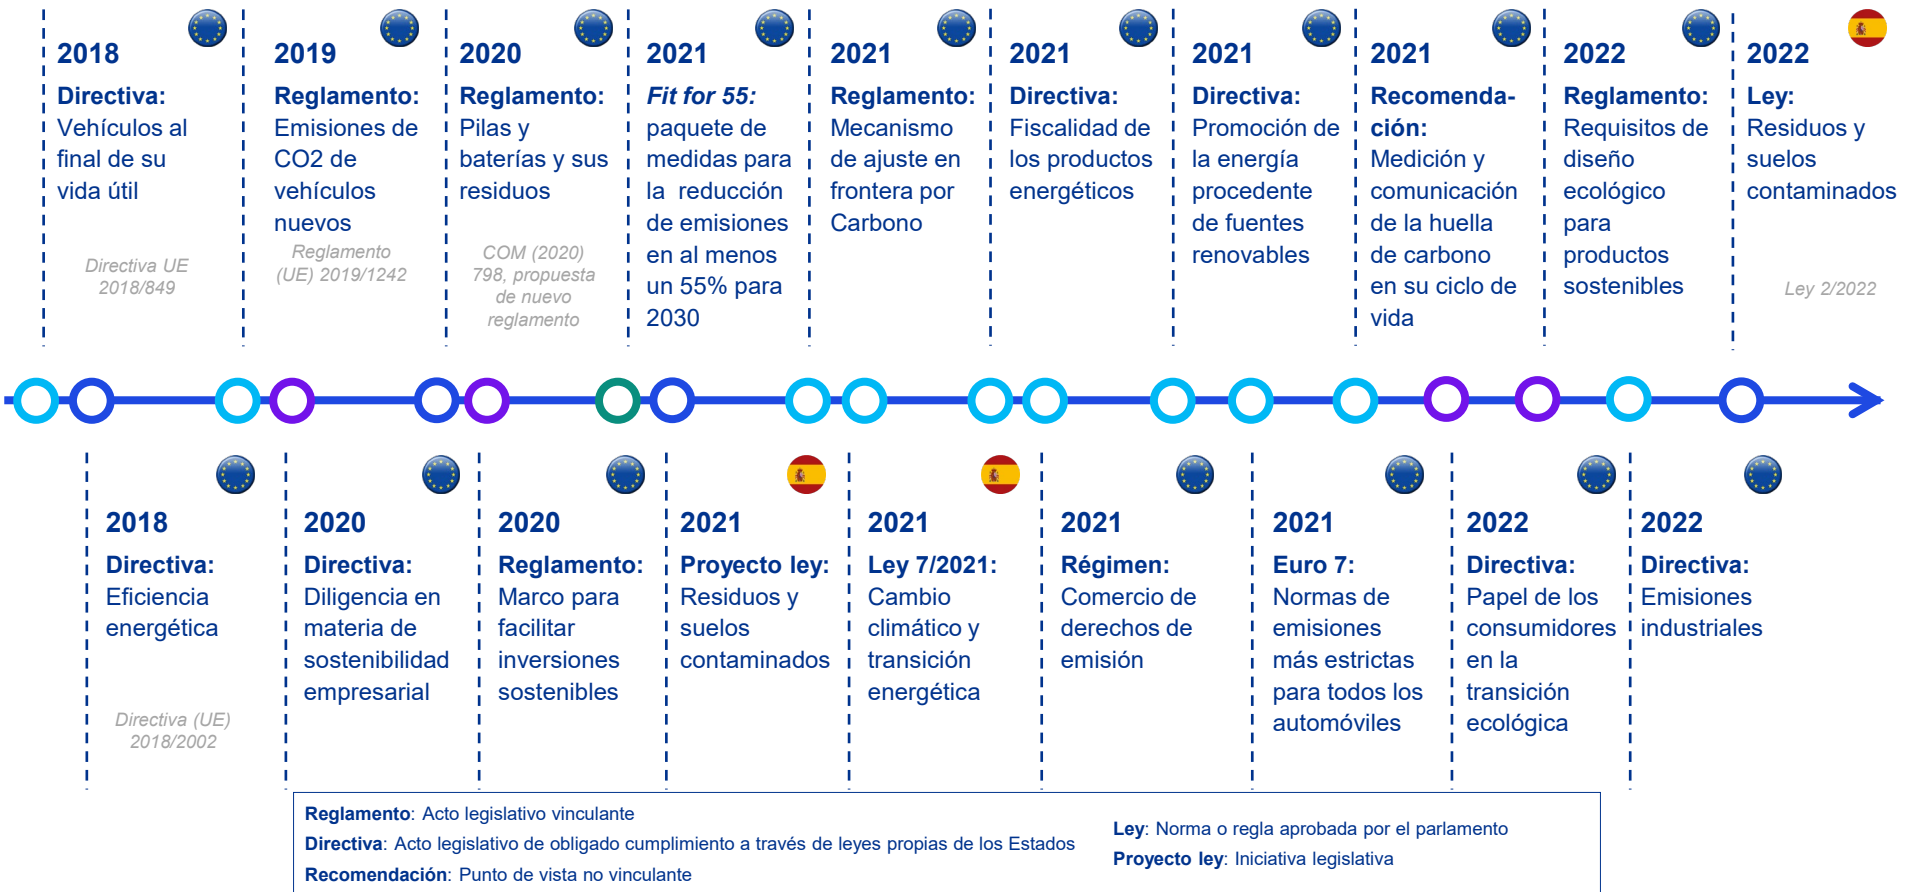 2018
Directiva:
Vehículos al
final de su
vida útil
Directiva UE
2018/849
2019
Reglamento:
Emisiones de
CO2 de
vehículos
nuevos
Reglamento
(UE) 2019/1242
2020
Reglamento:
Pilas y
baterías y sus
residuos
COM (2020)
798, propuesta
de nuevo
reglamento
2021
Fit for 55:
paquete de
medidas para
la reducción
de emisiones
en al menos
un 55% para
2030
2021
Reglamento:
Mecanismo
de ajuste en
frontera por
Carbono
2021
Directiva:
Fiscalidad de
los productos
energéticos
2021
Directiva:
Promoción de
la energía
procedente
de fuentes
renovables
2021
Recomenda-
ción:
Medición y
comunicación
de la huella
de carbono
en su ciclo de
vida
2022
Reglamento:
Requisitos de
diseño
ecológico
para
productos
sostenibles
2022
Ley:
Residuos y
suelos
contaminados
Ley 2/2022
2018
Directiva:
Eficiencia
energética
Directiva (UE)
2018/2002
2020
Directiva:
Diligencia en
materia de
sostenibilidad
empresarial
2020
Reglamento:
Marco para
facilitar
inversiones
sostenibles
2021
Proyecto ley:
Residuos y
suelos
contaminados
2021
Ley 7/2021:
Cambio
climático y
transición
energética
2021
Régimen:
Comercio de
derechos de
emisión
2021
Euro 7:
Normas de
emisiones
más estrictas
para todos los
automóviles
2022
Directiva:
Papel de los
consumidores
en la
transición
ecológica
2022
Directiva:
Emisiones
industriales
Reglamento: Acto legislativo vinculante
Directiva: Acto legislativo de obligado cumplimiento a través de leyes propias de los Estados
Recomendación: Punto de vista no vinculante
Ley: Norma o regla aprobada por el parlamento
Proyecto ley: Iniciativa legislativa